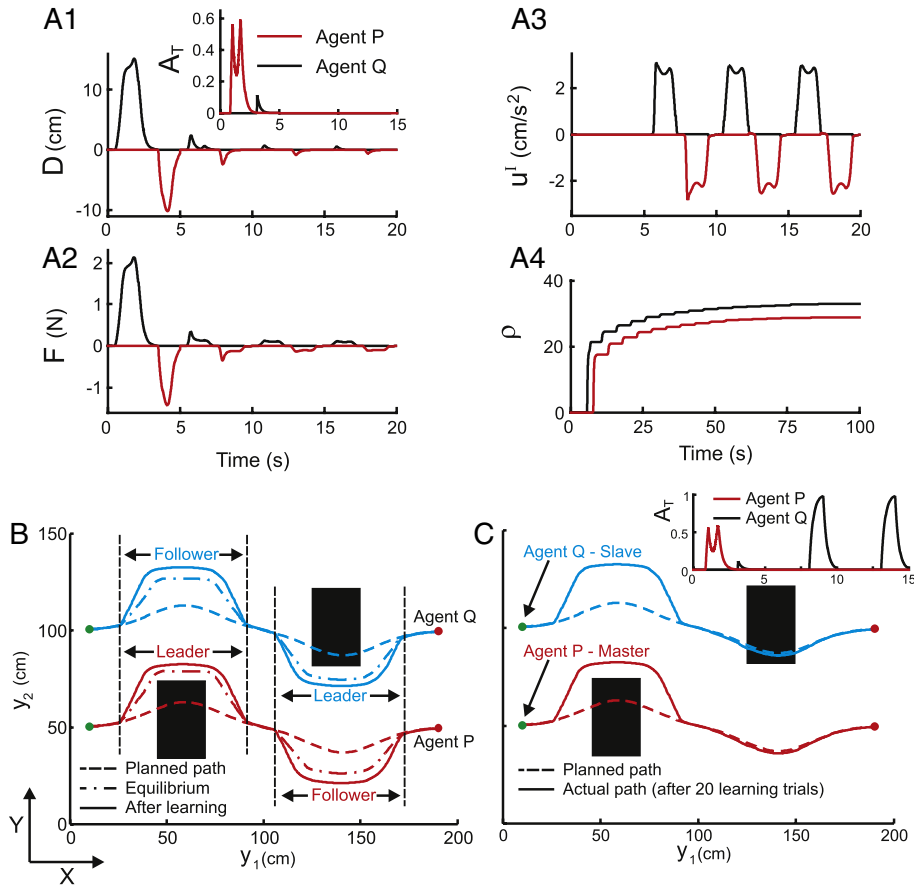 A1
A_T
0.6
0.4
0.2
0
0 5 10 15
Agent P
Agent Q
D (cm)
10
0
-10
0 5 10 15 20
A2
F (N)
2
1
0
-1
0 5 10 15 20
Time (s)
A3
u^I (cm/s²)
2
0
-2
0 5 10 15 20
A4
ρ
40
20
0
0 25 50 75 100
Time (s)
B
150
100
50
0
y₂ (cm)
Follower
Leader
Agent Q
Leader
Agent P
Follower
Planned path
Equilibrium
After learning
0 50 100 150 200
y₁(cm)
Y
X
C
A_T
1
0.5
0
0 5 10 15
Agent P
Agent Q
Agent Q - Slave
Agent P - Master
Planned path
Actual path (after 20 learning trials)
0 50 100 150 200
y₁(cm)